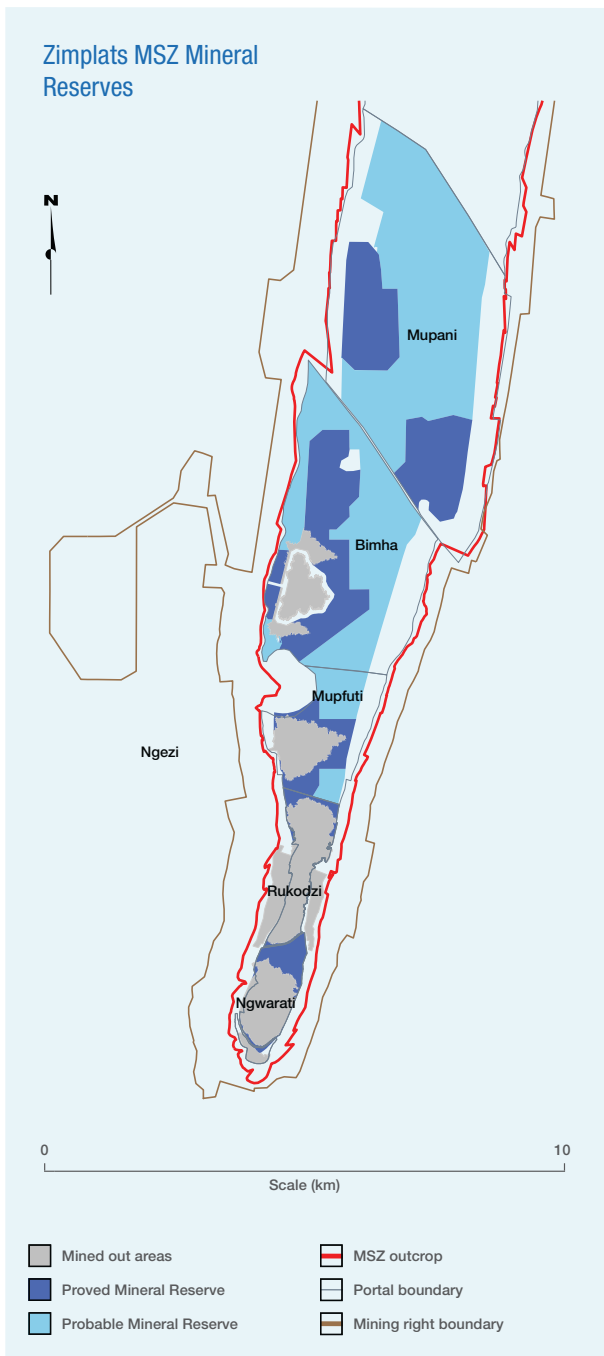 Zimplats MSZ Mineral
Reserves
N
Mupani
Bimha
Mupfuti
Ngezi
Rukodzi
Ngwarati
0 10
Scale (km)
Mined out areas
Proved Mineral Reserve
Probable Mineral Reserve
MSZ outcrop
Portal boundary
Mining right boundary